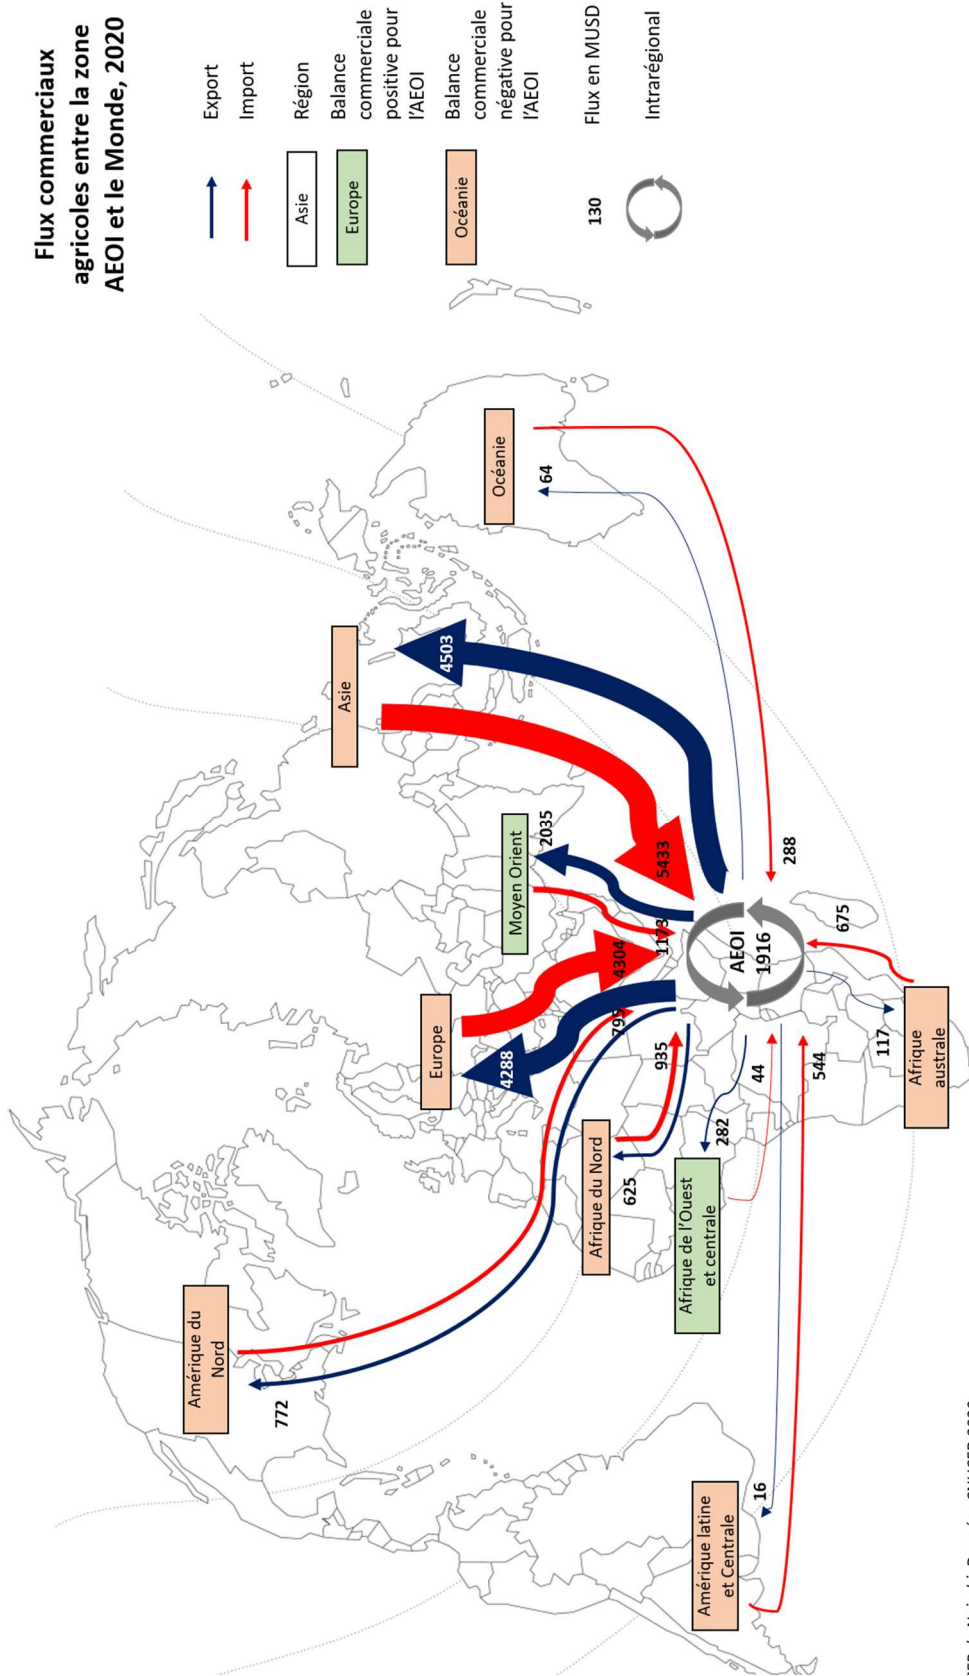 Flux commerciaux
agricoles entre la zone
AEOI et le Monde, 2020
Export
Import
Asie
Région
Europe
Balance
commerciale
positive pour
l'AEOI
Océanie
Balance
commerciale
négative pour
l'AEOI
130
Flux en MUSD
Intrarégional
Amérique du
Nord
772
795
Europe
4288
4304
Asie
4503
5433
Moyen Orient
2035
1173
Océanie
64
288
Afrique du Nord
625
935
Afrique de l'Ouest
et centrale
282
44
AEOI
1916
Amérique latine
et Centrale
16
544
Afrique
australe
117
675